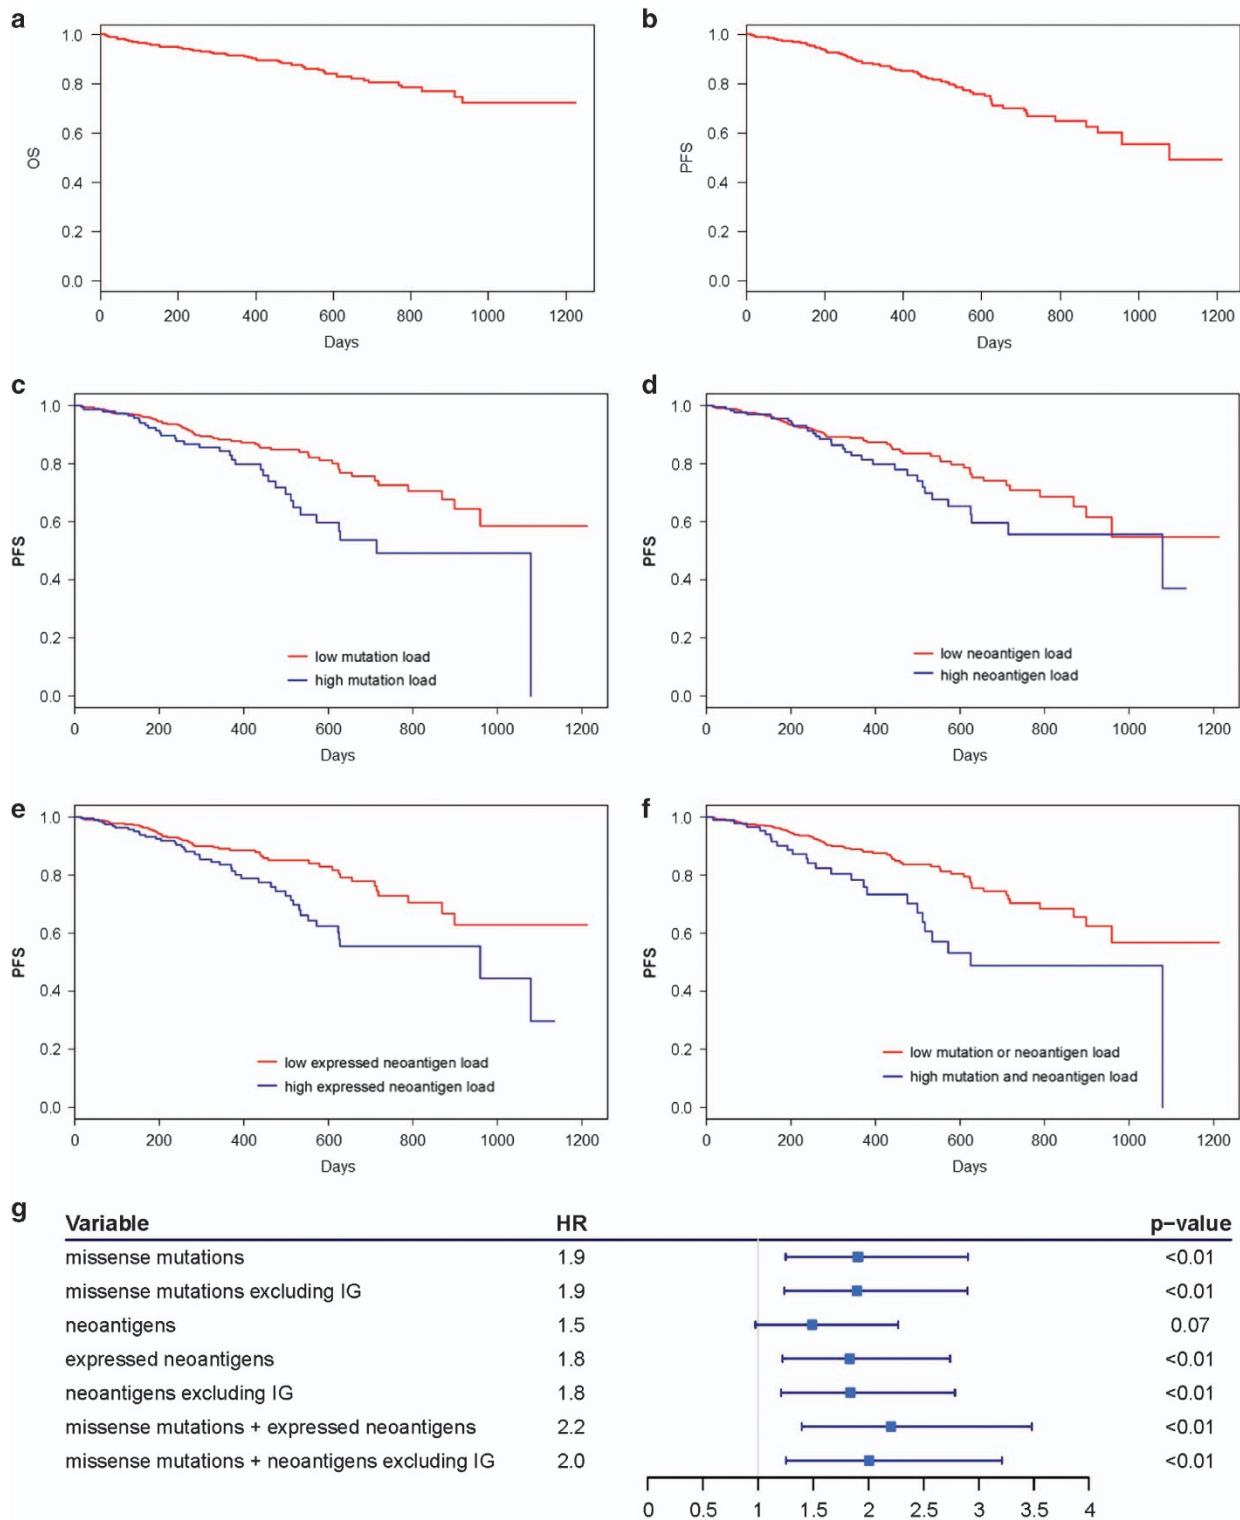 a
1.0
0.8
0.6
0.4
0.2
0.0
OS
0 200 400 600 800 1000 1200
Days
b
1.0
0.8
0.6
0.4
0.2
0.0
PFS
0 200 400 600 800 1000 1200
Days
c
1.0
0.8
0.6
0.4
0.2
0.0
PFS
low mutation load
high mutation load
0 200 400 600 800 1000 1200
Days
d
1.0
0.8
0.6
0.4
0.2
0.0
PFS
low neoantigen load
high neoantigen load
0 200 400 600 800 1000 1200
Days
e
1.0
0.8
0.6
0.4
0.2
0.0
PFS
low expressed neoantigen load
high expressed neoantigen load
0 200 400 600 800 1000 1200
Days
f
1.0
0.8
0.6
0.4
0.2
0.0
PFS
low mutation or neoantigen load
high mutation and neoantigen load
0 200 400 600 800 1000 1200
Days
g
Variable HR p−value
missense mutations 1.9 <0.01
missense mutations excluding IG 1.9 <0.01
neoantigens 1.5 0.07
expressed neoantigens 1.8 <0.01
neoantigens excluding IG 1.8 <0.01
missense mutations + expressed neoantigens 2.2 <0.01
missense mutations + neoantigens excluding IG 2.0 <0.01
0 0.5 1 1.5 2 2.5 3 3.5 4